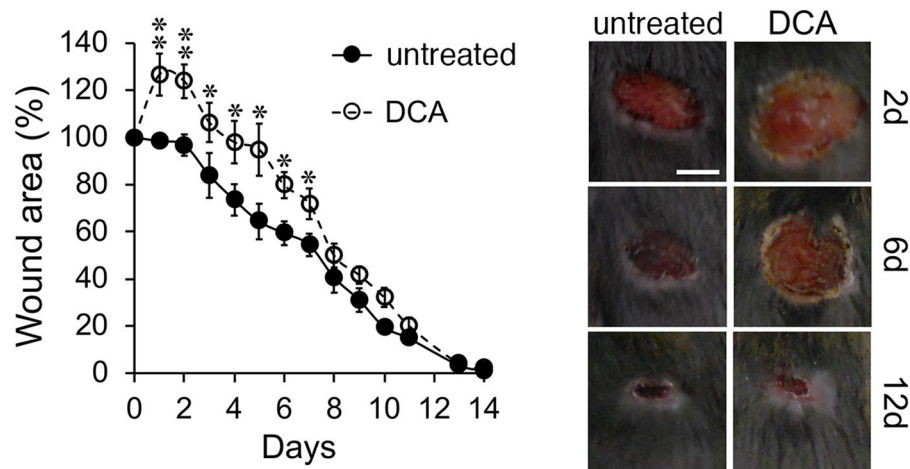 untreated DCA
** ** * * * * *
140
120
100
80
60
40
20
0
Wound area (%)
untreated
DCA
0 2 4 6 8 10 12 14
Days
2d
6d
12d